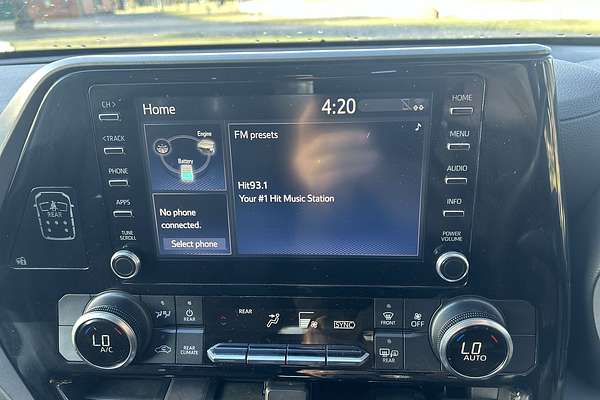 CH >
Home
4:20
HOME
< TRACK
Engine
FM presets
MENU
Battery
PHONE
AUDIO
Hit93.1
Your #1 Hit Music Station
REAR
APPS
No phone
connected.
INFO
TUNE
SCROLL
Select phone
POWER
VOLUME
REAR
REAR
FRONT
OFF
SYNC
LO
A/C
REAR
CLIMATE
REAR
LO
AUTO